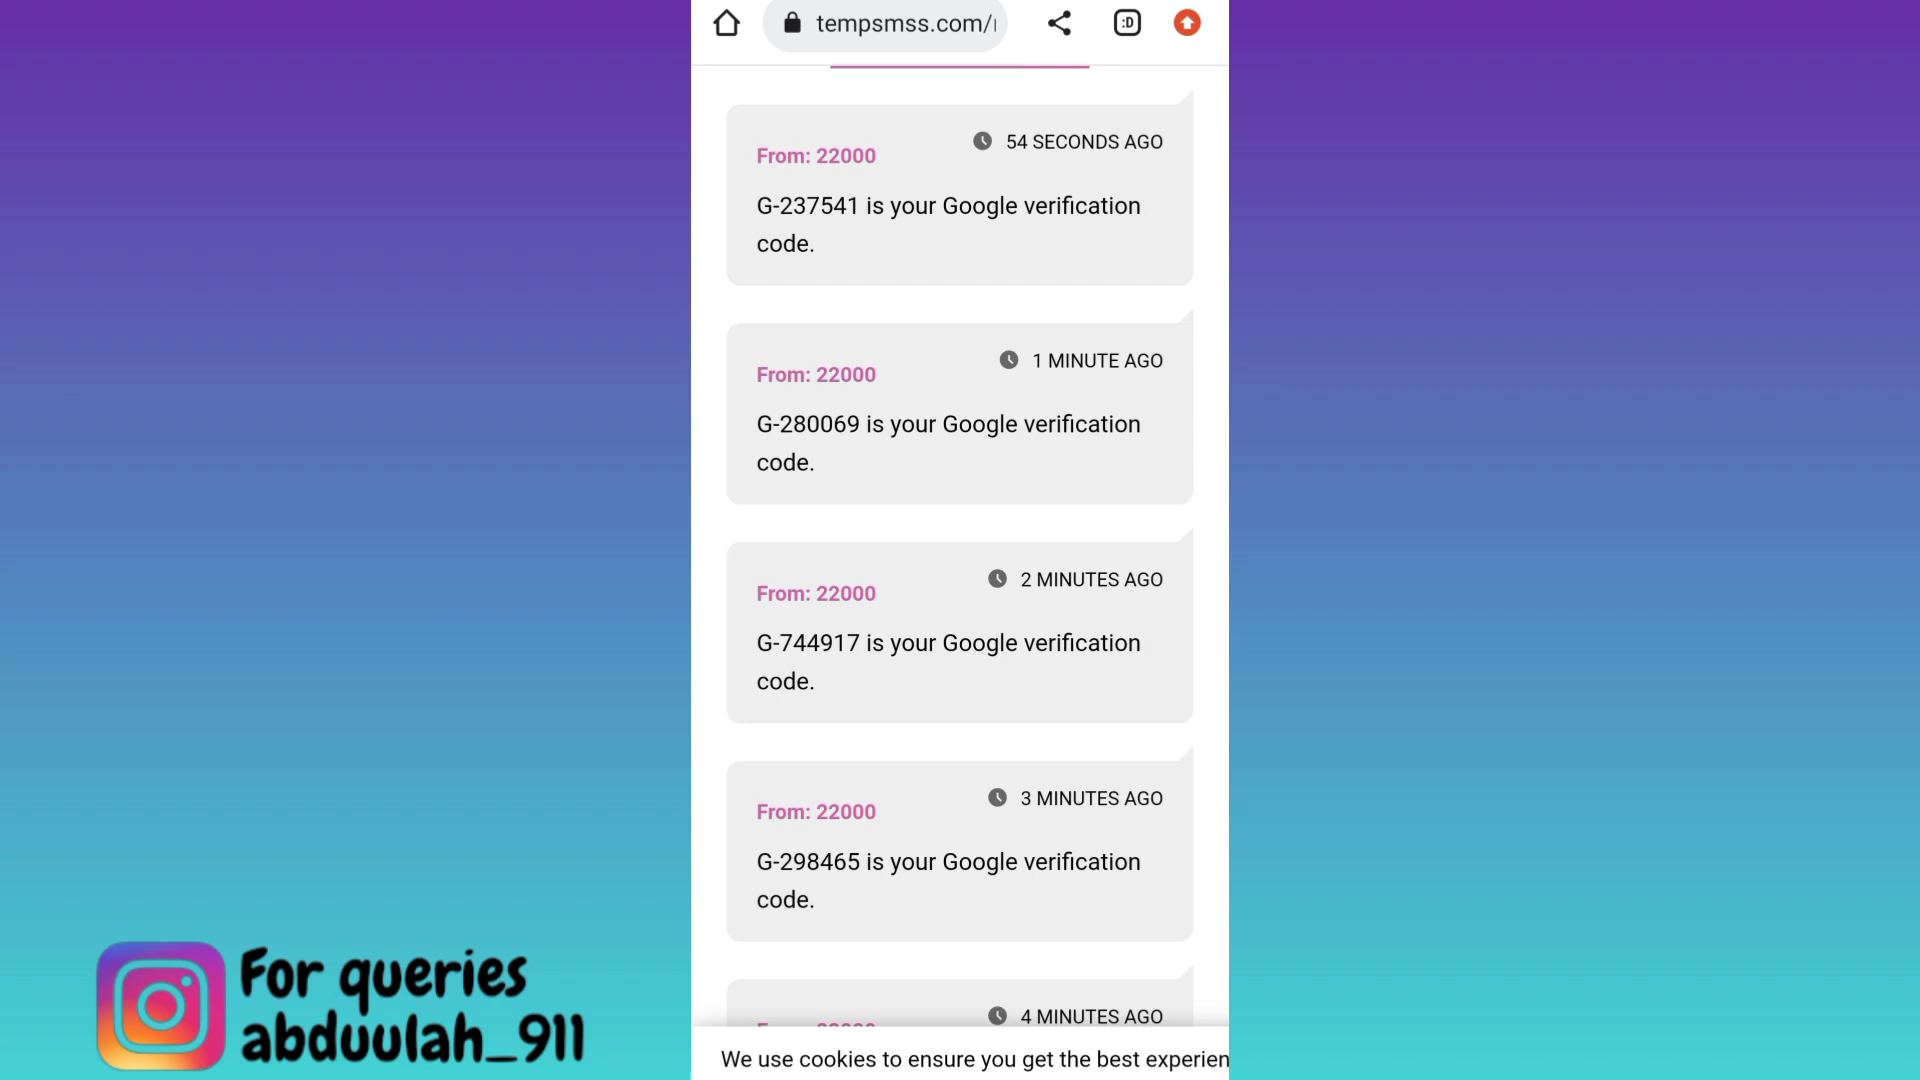 tempsmss.com/
54 SECONDS AGO
From: 22000
G-237541 is your Google verification
code.
1 MINUTE AGO
From: 22000
G-280069 is your Google verification
code.
2 MINUTES AGO
From: 22000
G-744917 is your Google verification
code.
3 MINUTES AGO
From: 22000
G-298465 is your Google verification
code.
4 MINUTES AGO
We use cookies to ensure you get the best experien
:D
For queries
abduulah_911